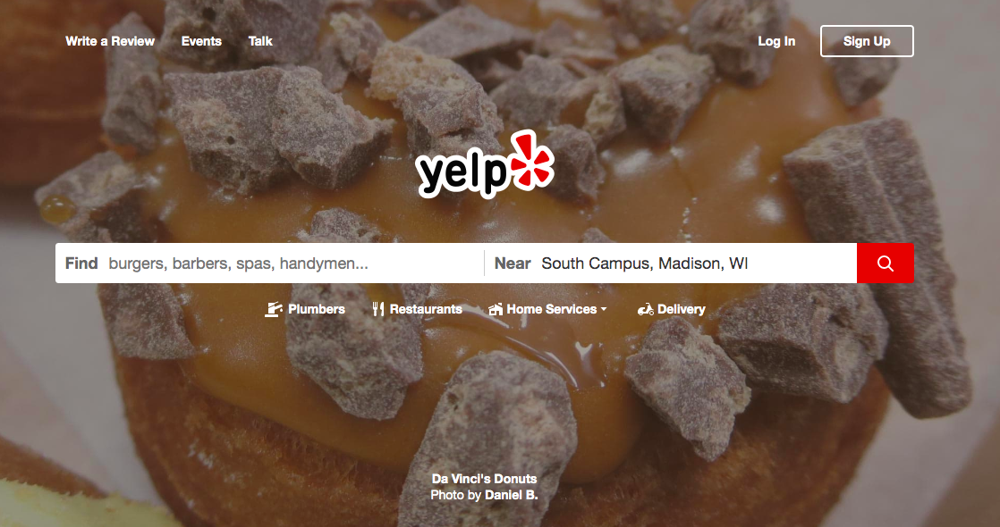 Write a Review Events Talk Log In Sign Up
yelp
Find burgers, barbers, spas, handymen... Near South Campus, Madison, WI
Plumbers Restaurants Home Services Delivery
Da Vinci's Donuts
Photo by Daniel B.